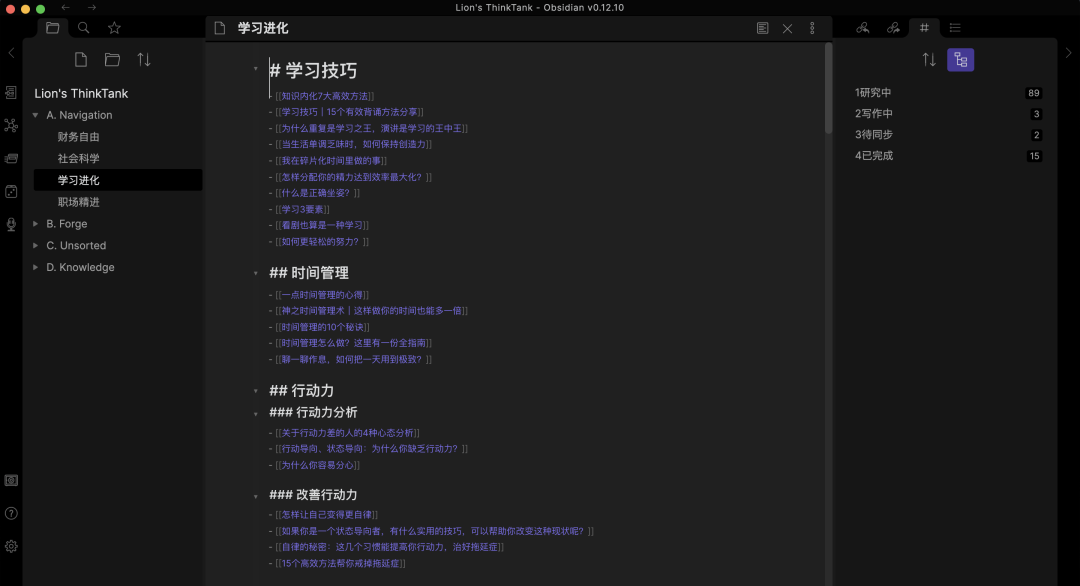 Lion's ThinkTank - Obsidian v0.12.10
学习进化
Lion's ThinkTank
A. Navigation
财务自由
社会科学
学习进化
职场精进
B. Forge
C. Unsorted
D. Knowledge
# 学习技巧
- [[知识内化7大高效方法]]
- [[学习技巧｜15个有效背诵方法分享]]
- [[为什么重复是学习之王，演讲是学习的王中王]]
- [[当生活单调乏味时，如何保持创造力]]
- [[我在碎片化时间里做的事]]
- [[怎样分配你的精力达到效率最大化？]]
- [[什么是正确坐姿？]]
- [[学习3要素]]
- [[看剧也算是一种学习]]
- [[如何更轻松的努力？]]
## 时间管理
- [[一点时间管理的心得]]
- [[神之时间管理术｜这样做你的时间也能多一倍]]
- [[时间管理的10个秘诀]]
- [[时间管理怎么做？这里有一份全指南]]
- [[聊一聊作息，如何把一天用到极致？]]
## 行动力
### 行动力分析
- [[关于行动力差的人的4种心态分析]]
- [[行动导向、状态导向：为什么你缺乏行动力？]]
- [[为什么你容易分心]]
### 改善行动力
- [[怎样让自己变得更自律]]
- [[如果你是一个状态导向者，有什么实用的技巧，可以帮助你改变这种现状呢？]]
- [[自律的秘密：这几个习惯能提高你行动力，治好拖延症]]
- [[15个高效方法帮你戒掉拖延症]]
1研究中 89
2写作中 3
3待同步 2
4已完成 15